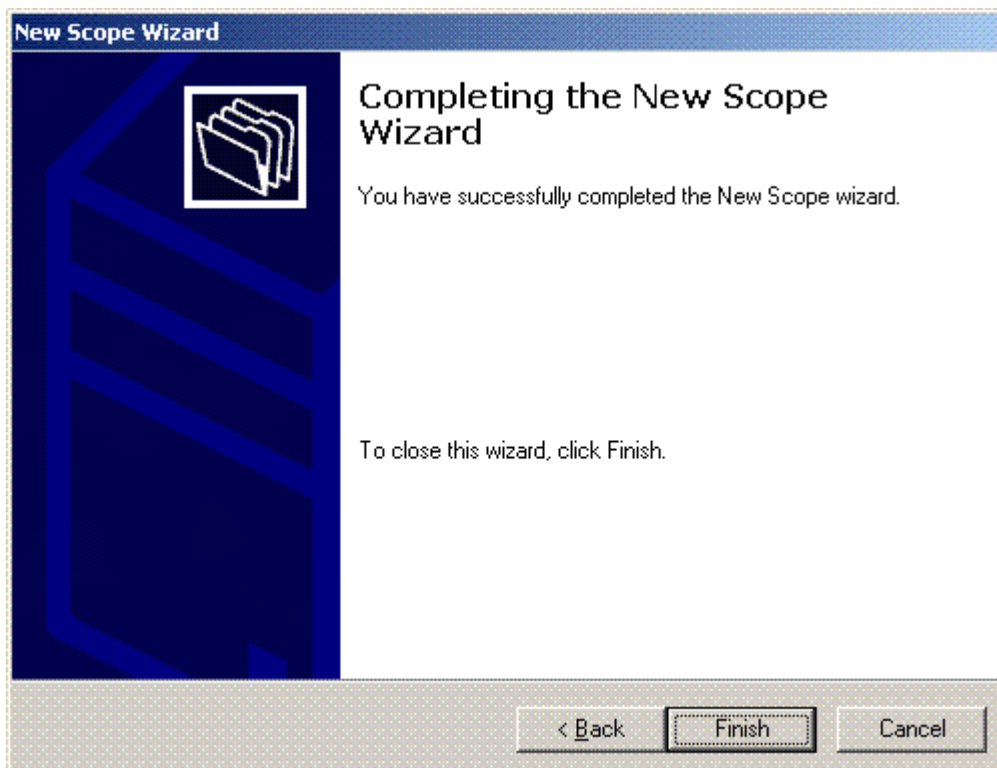 New Scope Wizard
Completing the New Scope
Wizard
You have successfully completed the New Scope wizard.
To close this wizard, click Finish.
< Back
Finish
Cancel